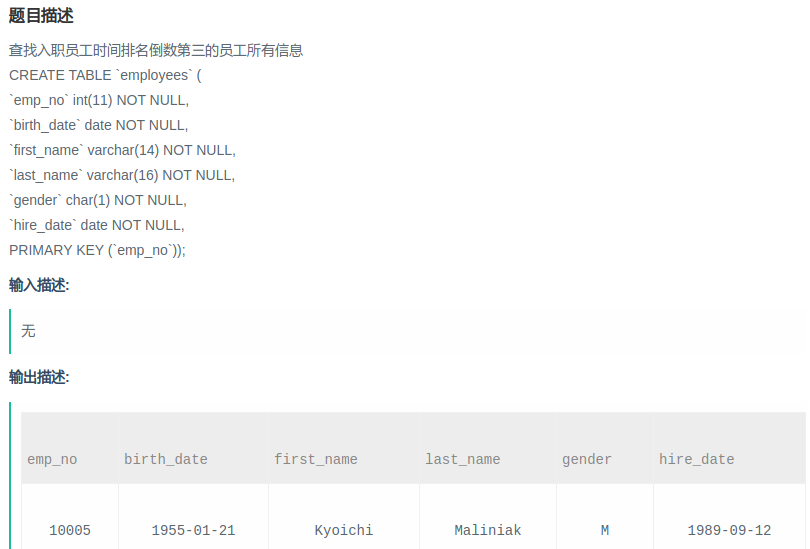 题目描述
查找入职员工时间排名倒数第三的员工所有信息
CREATE TABLE `employees` (
`emp_no` int(11) NOT NULL,
`birth_date` date NOT NULL,
`first_name` varchar(14) NOT NULL,
`last_name` varchar(16) NOT NULL,
`gender` char(1) NOT NULL,
`hire_date` date NOT NULL,
PRIMARY KEY (`emp_no`));
输入描述:
无
输出描述:
emp_no birth_date first_name last_name gender hire_date
10005 1955-01-21 Kyoichi Maliniak M 1989-09-12